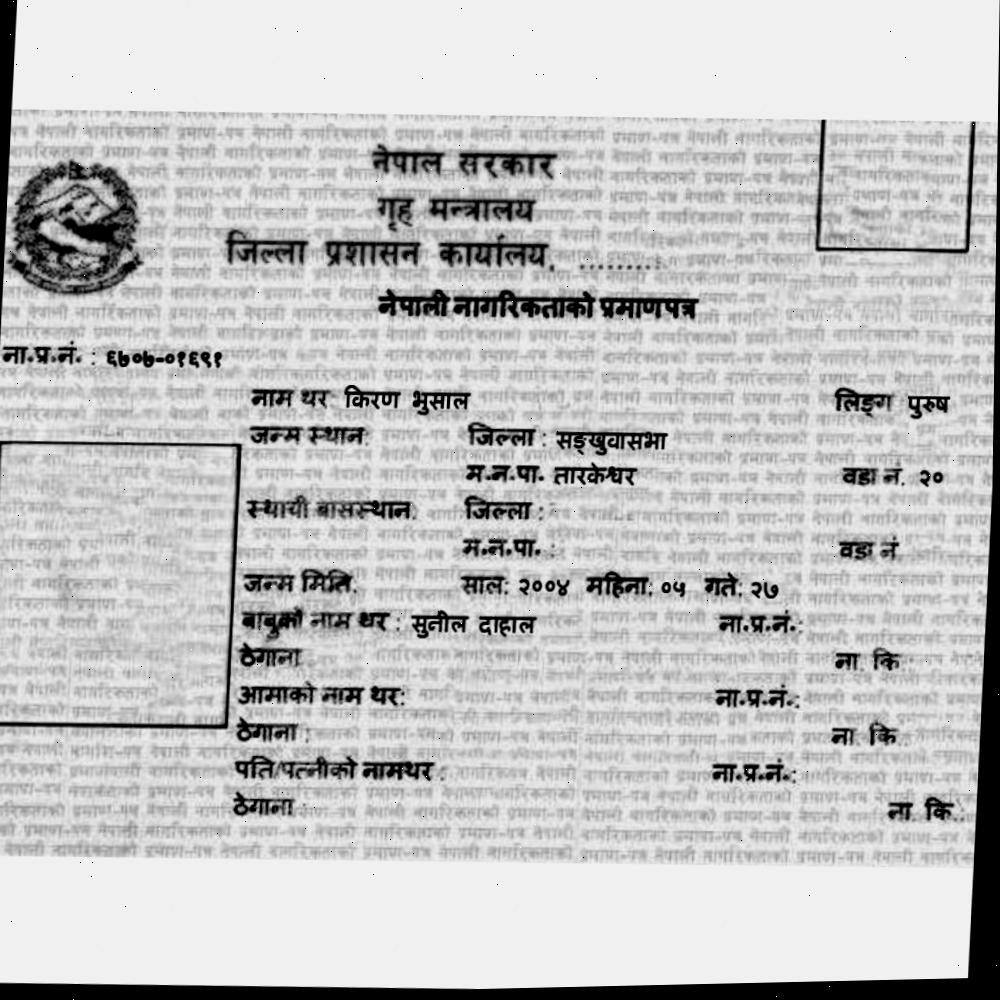 नेपाल सरकार
गृह मन्त्रालय
जिल्ला प्रशासन कार्यालय, .........
नेपाली नागरिकताको प्रमाणपत्र
ना.प्र.नं. : ६७०७-०१६९१
नाम थर: किरण भुसाल लिङ्ग पुरुष
जन्म स्थान: जिल्ला : सङ्खुवासभा
म.न.पा. तारकेश्वर वडा नं. २०
स्थायी बासस्थान: जिल्ला :
म.न.पा. : वडा नं
जन्म मिति: साल: २००४ महिना: ०५ गते: २७
बाबुको नाम थर : सुनील दाहाल ना.प्र.नं.:
ठेगाना ना. कि.:
आमाको नाम थर: ना.प्र.नं.:
ठेगाना : ना. कि.:
पति/पत्नीको नामथर : ना.प्र.नं.:
ठेगाना : ना. कि.: